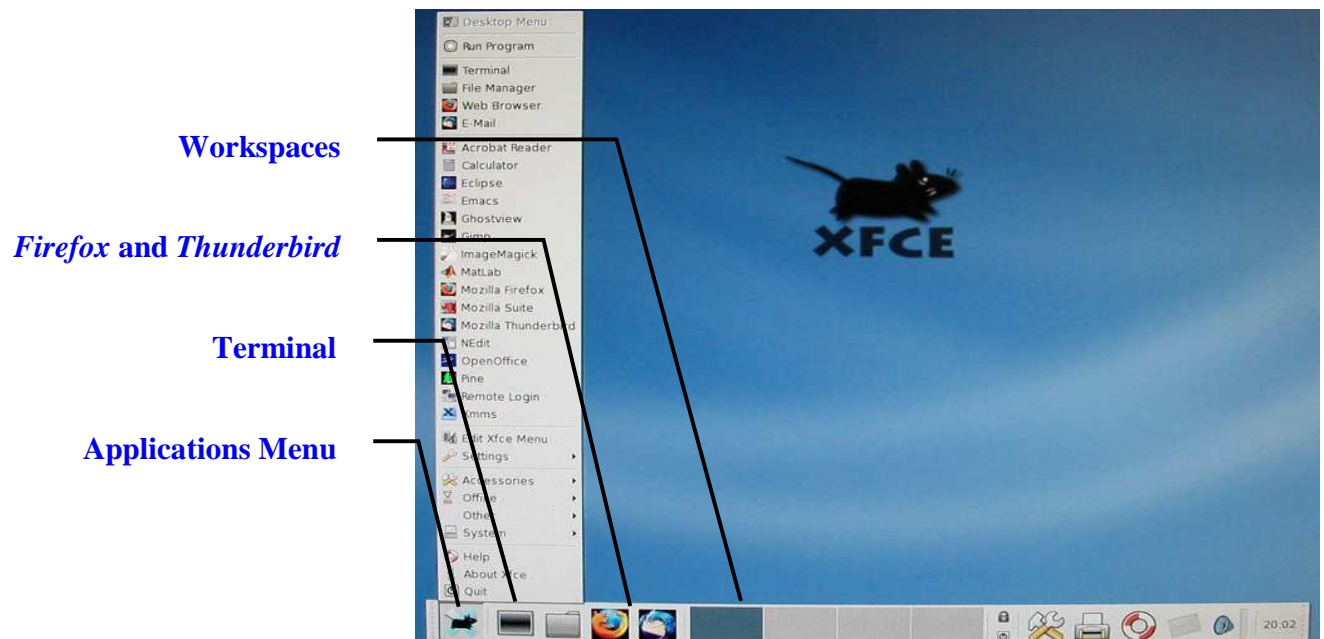 Desktop Menu
Run Program
Terminal
File Manager
Web Browser
E-Mail
Workspaces
Acrobat Reader
Calculator
Eclipse
Emacs
Ghostview
Firefox and Thunderbird
Gimp
ImageMagick
MatLab
Mozilla Firefox
Mozilla Suite
Mozilla Thunderbird
Terminal
NEdit
OpenOffice
Pine
Remote Login
Xmms
Applications Menu
Edit Xfce Menu
Settings
Accessories
Office
Other
System
Help
About Xfce
Quit
XFCE
20:02